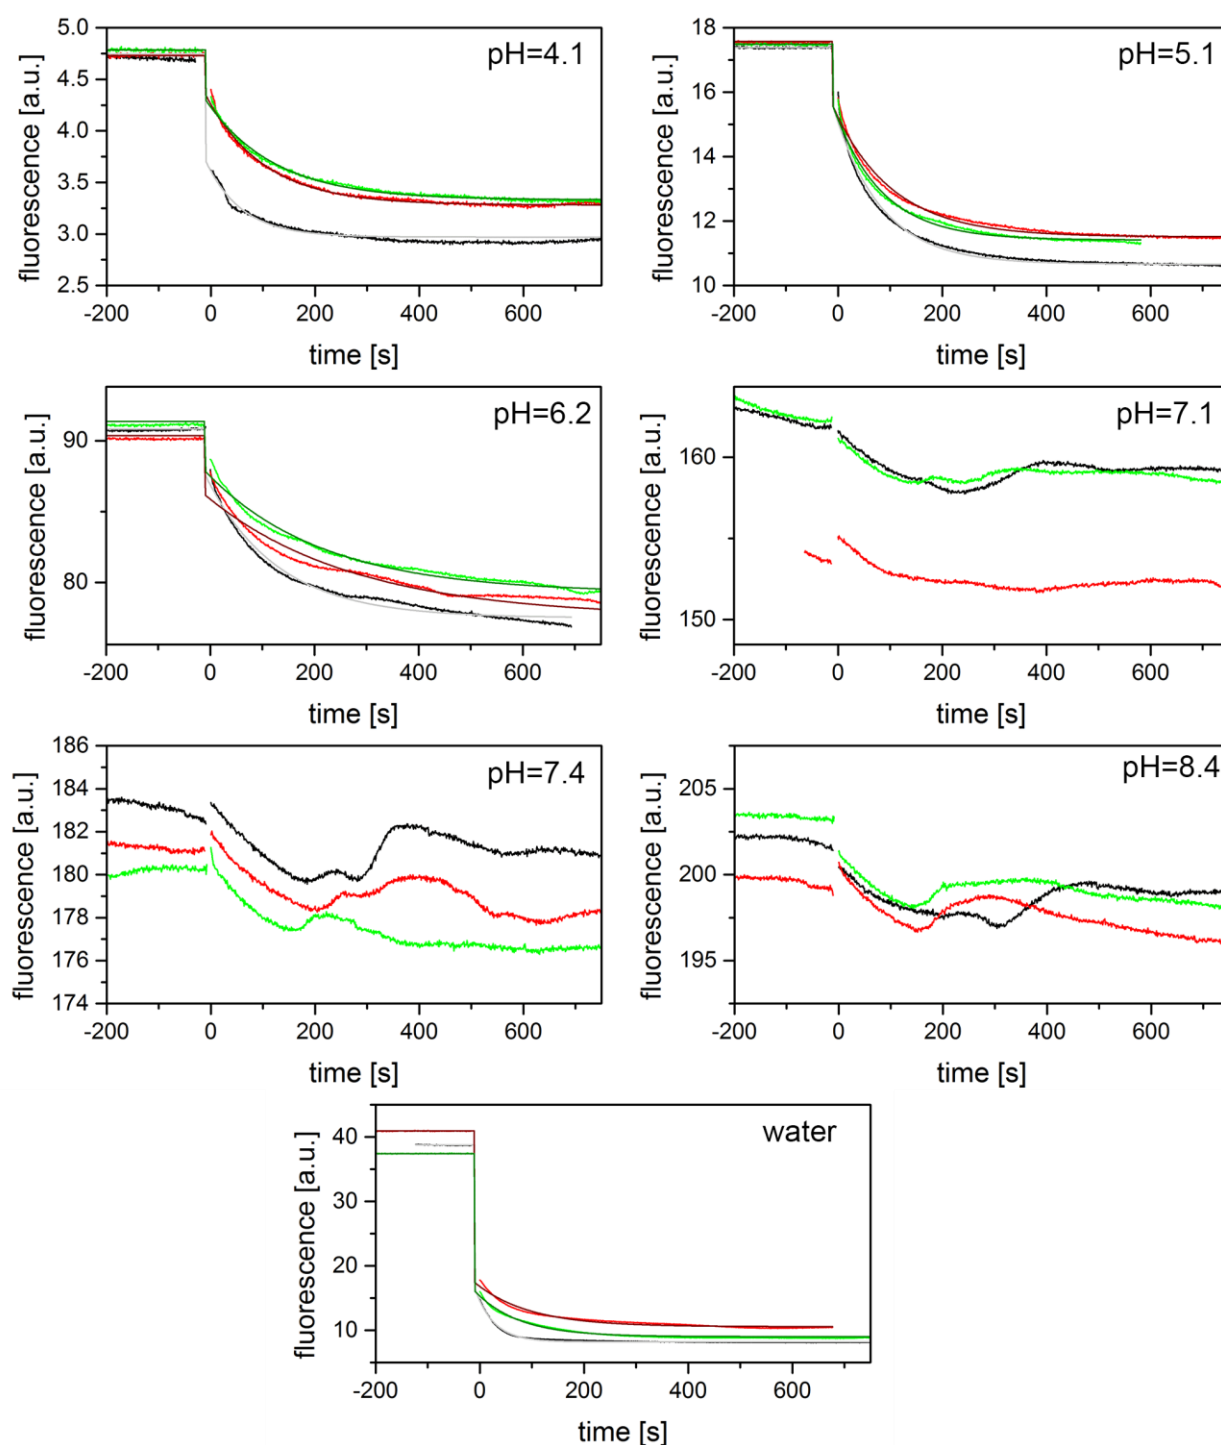 pH=4.1
fluorescence [a.u.]
5.0
4.5
4.0
3.5
3.0
2.5
-200 0 200 400 600
time [s]
pH=5.1
fluorescence [a.u.]
18
16
14
12
10
-200 0 200 400 600
time [s]
pH=6.2
fluorescence [a.u.]
90
80
-200 0 200 400 600
time [s]
pH=7.1
fluorescence [a.u.]
160
150
-200 0 200 400 600
time [s]
pH=7.4
fluorescence [a.u.]
186
184
182
180
178
176
174
-200 0 200 400 600
time [s]
pH=8.4
fluorescence [a.u.]
205
200
195
-200 0 200 400 600
time [s]
water
fluorescence [a.u.]
40
30
20
10
-200 0 200 400 600
time [s]